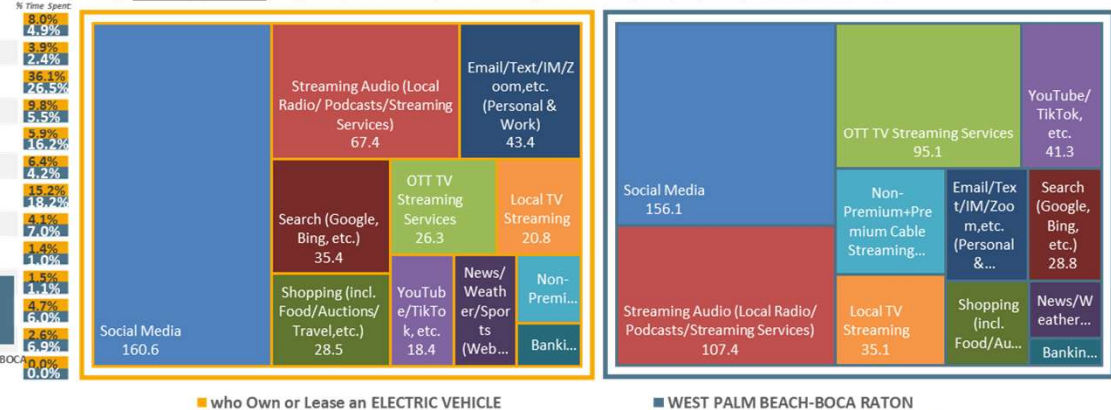 % Time Spent:
8.0%
4.9%
3.9%
2.4%
36.1%
26.5%
9.8%
5.5%
5.9%
16.2%
6.4%
4.2%
15.2%
18.2%
4.1%
7.0%
1.4%
1.0%
1.5%
1.1%
4.7%
6.0%
2.6%
6.9%
0.0%
0.0%
BOCA
Social Media
160.6
Streaming Audio (Local
Radio/ Podcasts/Streaming
Services)
67.4
Email/Text/IM/Z
oom,etc.
(Personal &
Work)
43.4
Search (Google,
Bing, etc.)
35.4
OTT TV
Streaming
Services
26.3
Local TV
Streaming
20.8
Shopping (incl.
Food/Auctions/
Travel,etc.)
28.5
YouTub
e/TikTo
k, etc.
18.4
News/
Weath
er/Spor
ts
(Web...
Non-
Premi...
Banki...
Social Media
156.1
Streaming Audio (Local Radio/
Podcasts/Streaming Services)
107.4
OTT TV Streaming Services
95.1
YouTube/
TikTok,
etc.
41.3
Non-
Premium+Pre
mium Cable
Streaming...
Email/Tex
t/IM/Zoo
m,etc.
(Personal
&...
Search
(Google,
Bing,
etc.)
28.8
Local TV
Streaming
35.1
Shopping
(incl.
Food/Au...
News/W
eather...
Bankin...
who Own or Lease an ELECTRIC VEHICLE
WEST PALM BEACH-BOCA RATON